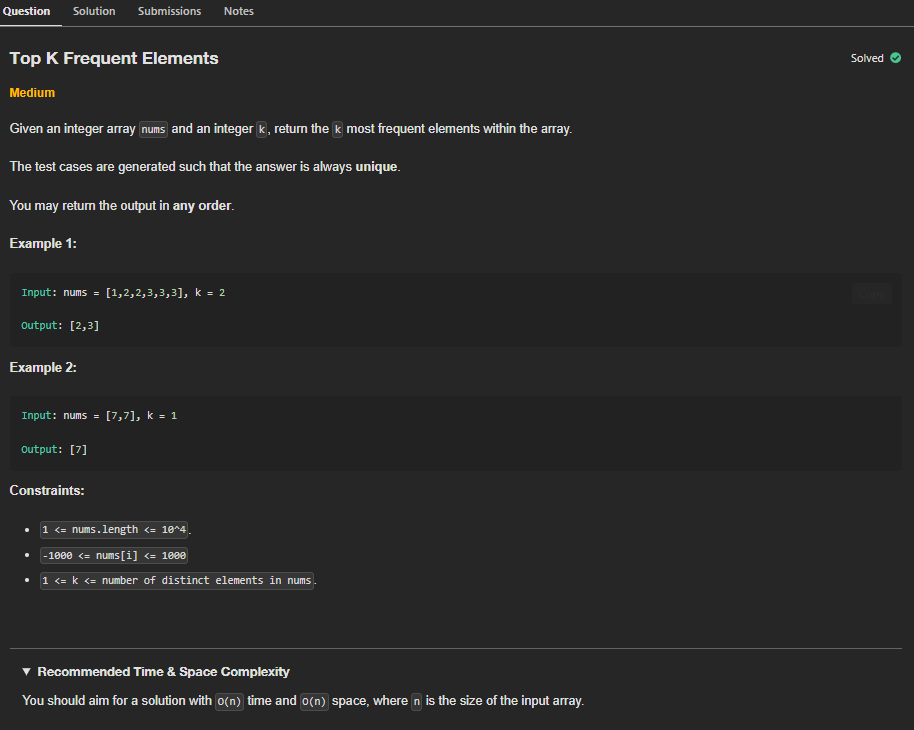 Question Solution Submissions Notes
Top K Frequent Elements Solved
Medium
Given an integer array nums and an integer k, return the k most frequent elements within the array.
The test cases are generated such that the answer is always unique.
You may return the output in any order.
Example 1:
Input: nums = [1,2,2,3,3,3], k = 2
Output: [2,3]
Example 2:
Input: nums = [7,7], k = 1
Output: [7]
Constraints:
1 <= nums.length <= 10^4.
-1000 <= nums[i] <= 1000
1 <= k <= number of distinct elements in nums.
Recommended Time & Space Complexity
You should aim for a solution with O(n) time and O(n) space, where n is the size of the input array.